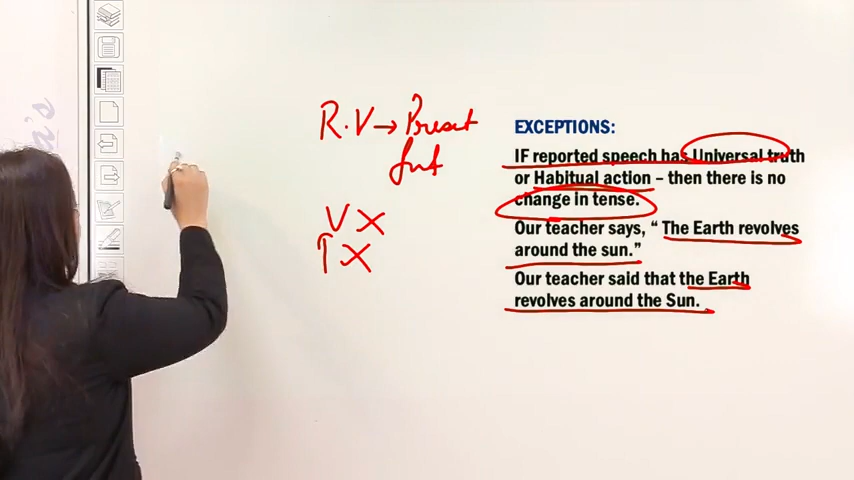 R.V → Present
fut
V X
T X
EXCEPTIONS:
IF reported speech has Universal truth
or Habitual action – then there is no
change in tense.
Our teacher says, “ The Earth revolves
around the sun.”
Our teacher said that the Earth
revolves around the Sun.